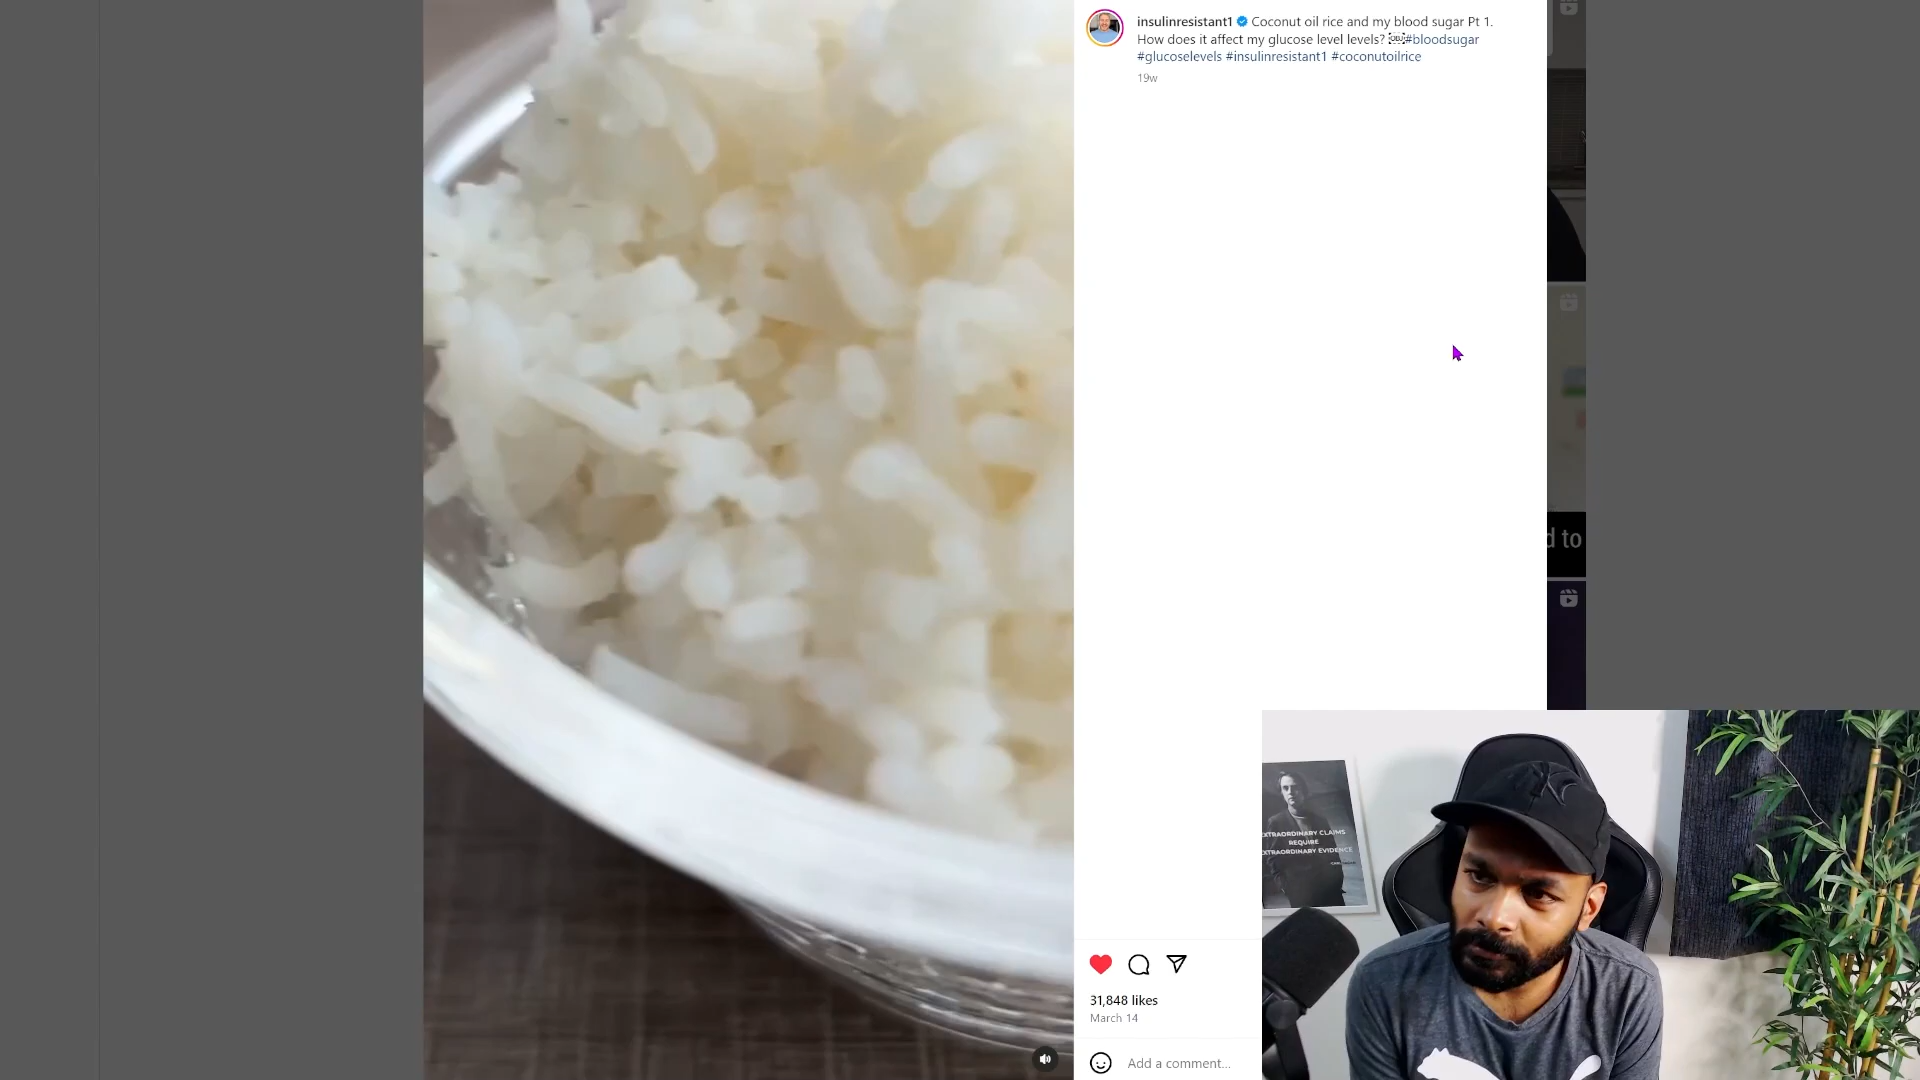 insulinresistant1 Coconut oil rice and my blood sugar Pt 1.
How does it affect my glucose level levels? OBJ#bloodsugar
#glucoselevels #insulinresistant1 #coconutoilrice
19w
d to
EXTRAORDINARY CLAIMS
REQUIRE
EXTRAORDINARY EVIDENCE
31,848 likes
March 14
Add a comment...